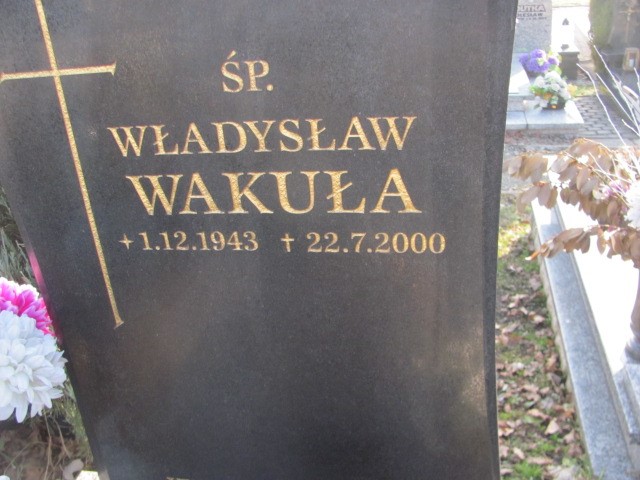 ŚP.
WŁADYSŁAW
WAKUŁA
+ 1.12.1943 † 22.7.2000